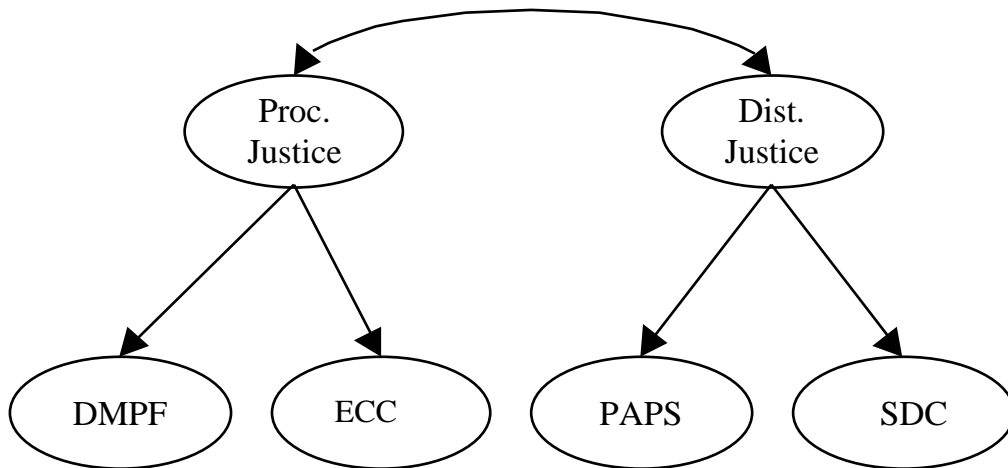 Proc.
Justice
Dist.
Justice
DMPF
ECC
PAPS
SDC